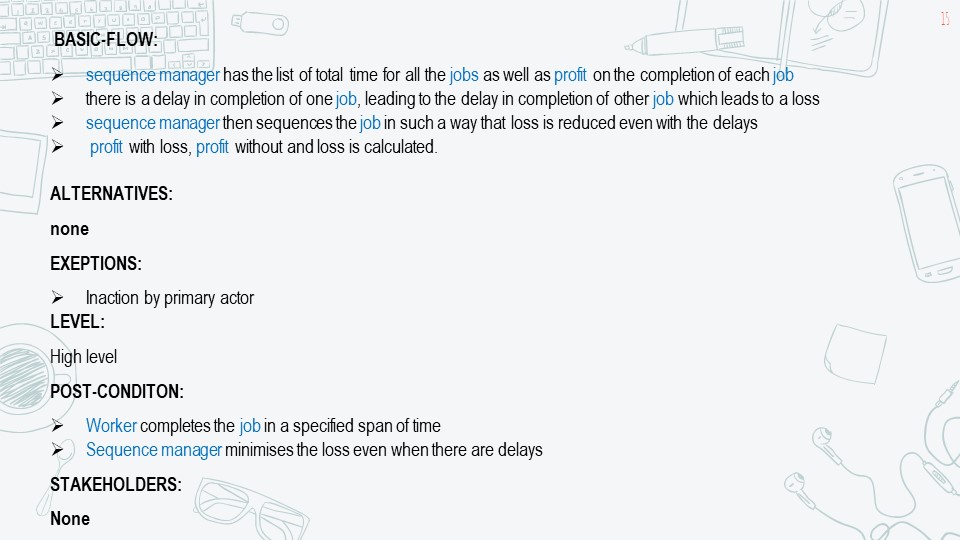 15
BASIC-FLOW:
➢ sequence manager has the list of total time for all the jobs as well as profit on the completion of each job
➢ there is a delay in completion of one job, leading to the delay in completion of other job which leads to a loss
➢ sequence manager then sequences the job in such a way that loss is reduced even with the delays
➢ profit with loss, profit without and loss is calculated.
ALTERNATIVES:
none
EXEPTIONS:
➢ Inaction by primary actor
LEVEL:
High level
POST-CONDITON:
➢ Worker completes the job in a specified span of time
➢ Sequence manager minimises the loss even when there are delays
STAKEHOLDERS:
None